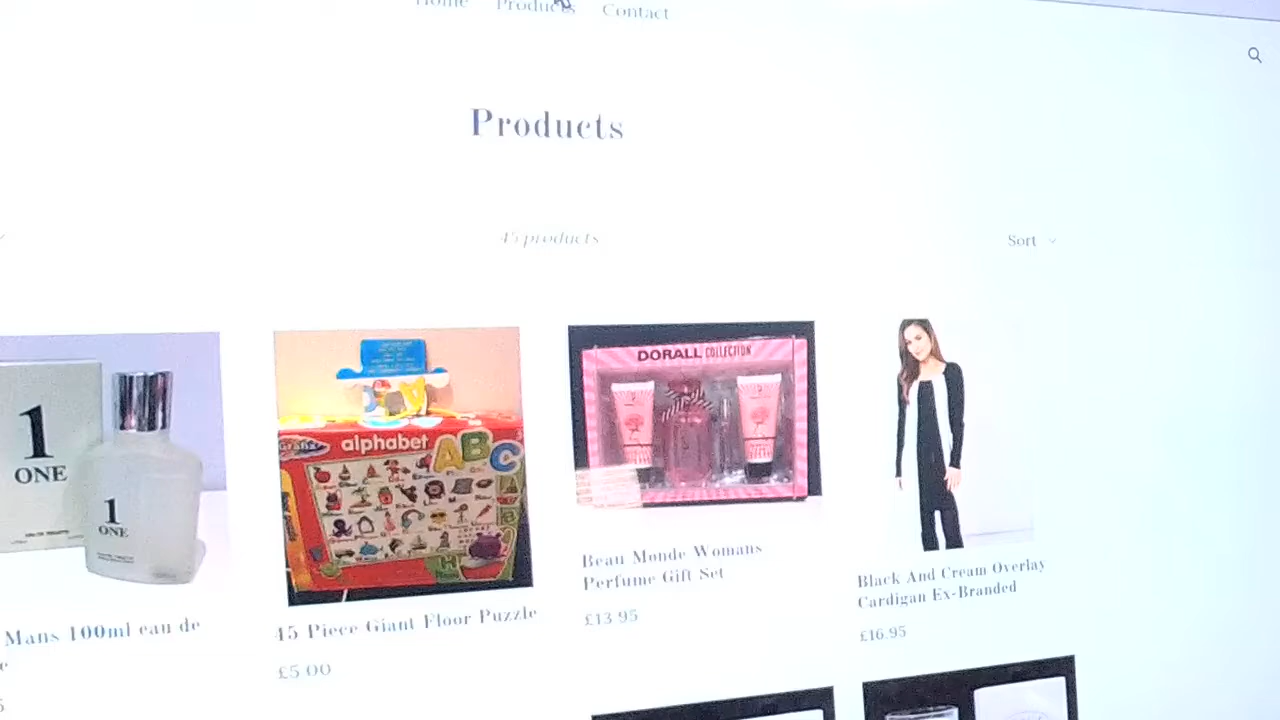 Home Products Contact
Products
45 products
Sort
1
ONE
1
ONE
alphabet
ABC
DORALL COLLECTION
Mans 100ml eau de
45 Piece Giant Floor Puzzle
£5.00
Beau Monde Womans
Perfume Gift Set
£13.95
Black And Cream Overlay
Cardigan Ex-Branded
£16.95